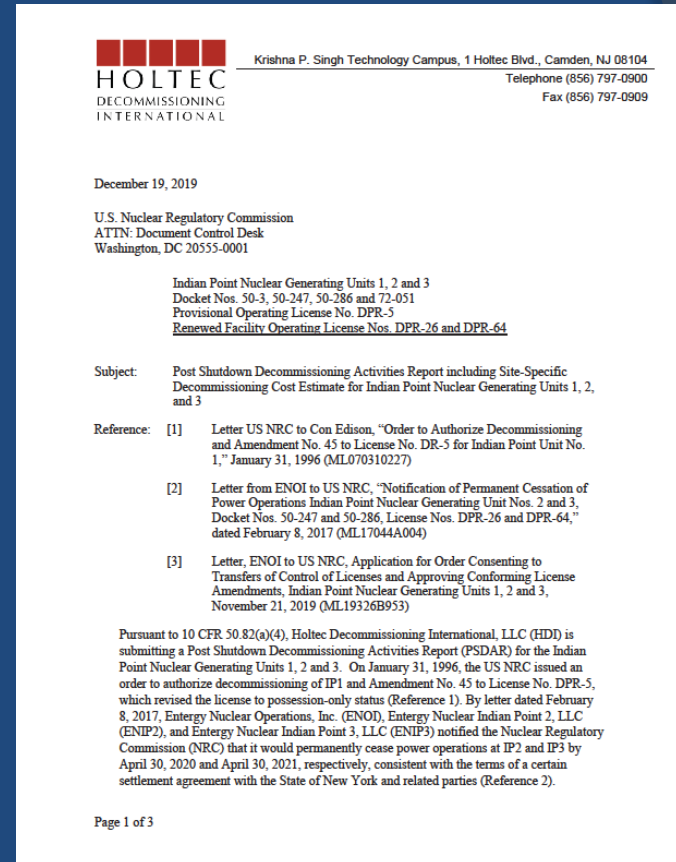 HOLTEC
DECOMMISSIONING
INTERNATIONAL
Krishna P. Singh Technology Campus, 1 Holtec Blvd., Camden, NJ 08104
Telephone (856) 797-0900
Fax (856) 797-0909
December 19, 2019
U.S. Nuclear Regulatory Commission
ATTN: Document Control Desk
Washington, DC 20555-0001
Indian Point Nuclear Generating Units 1, 2 and 3
Docket Nos. 50-3, 50-247, 50-286 and 72-051
Provisional Operating License No. DPR-5
Renewed Facility Operating License Nos. DPR-26 and DPR-64
Subject: Post Shutdown Decommissioning Activities Report including Site-Specific
Decommissioning Cost Estimate for Indian Point Nuclear Generating Units 1, 2,
and 3
Reference: [1] Letter US NRC to Con Edison, “Order to Authorize Decommissioning
and Amendment No. 45 to License No. DR-5 for Indian Point Unit No.
1,” January 31, 1996 (ML070310227)
[2] Letter from ENOI to US NRC, “Notification of Permanent Cessation of
Power Operations Indian Point Nuclear Generating Unit Nos. 2 and 3,
Docket Nos. 50-247 and 50-286, License Nos. DPR-26 and DPR-64,”
dated February 8, 2017 (ML17044A004)
[3] Letter, ENOI to US NRC, Application for Order Consenting to
Transfers of Control of Licenses and Approving Conforming License
Amendments, Indian Point Nuclear Generating Units 1, 2 and 3,
November 21, 2019 (ML19326B953)
Pursuant to 10 CFR 50.82(a)(4), Holtec Decommissioning International, LLC (HDI) is
submitting a Post Shutdown Decommissioning Activities Report (PSDAR) for the Indian
Point Nuclear Generating Units 1, 2 and 3. On January 31, 1996, the US NRC issued an
order to authorize decommissioning of IP1 and Amendment No. 45 to License No. DPR-5,
which revised the license to possession-only status (Reference 1). By letter dated February
8, 2017, Entergy Nuclear Operations, Inc. (ENOI), Entergy Nuclear Indian Point 2, LLC
(ENIP2), and Entergy Nuclear Indian Point 3, LLC (ENIP3) notified the Nuclear Regulatory
Commission (NRC) that it would permanently cease power operations at IP2 and IP3 by
April 30, 2020 and April 30, 2021, respectively, consistent with the terms of a certain
settlement agreement with the State of New York and related parties (Reference 2).
Page 1 of 3